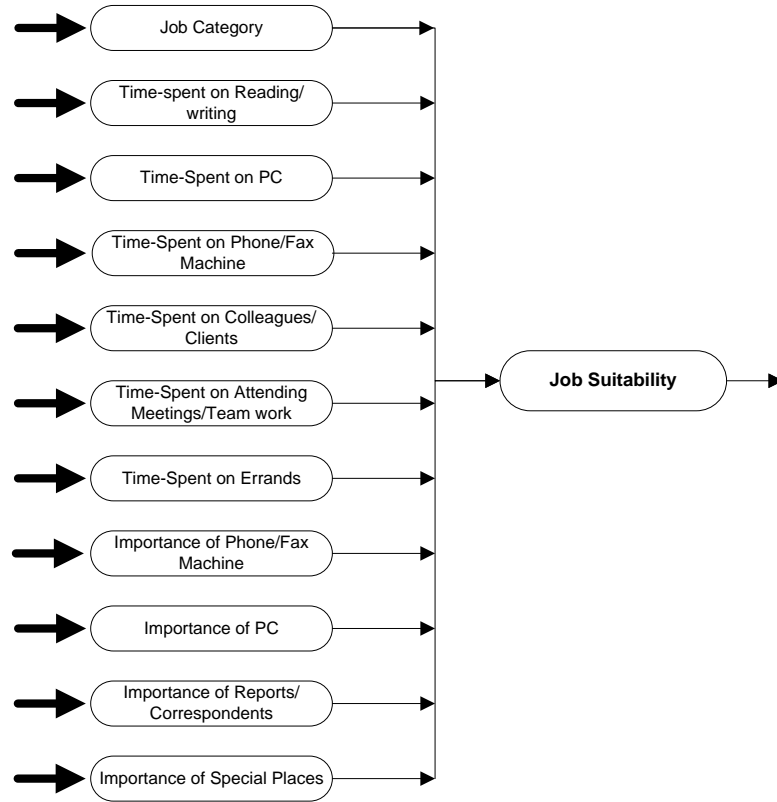 Job Category
Time-spent on Reading/
writing
Time-Spent on PC
Time-Spent on Phone/Fax
Machine
Time-Spent on Colleagues/
Clients
Time-Spent on Attending
Meetings/Team work
Time-Spent on Errands
Importance of Phone/Fax
Machine
Importance of PC
Importance of Reports/
Correspondents
Importance of Special Places
Job Suitability